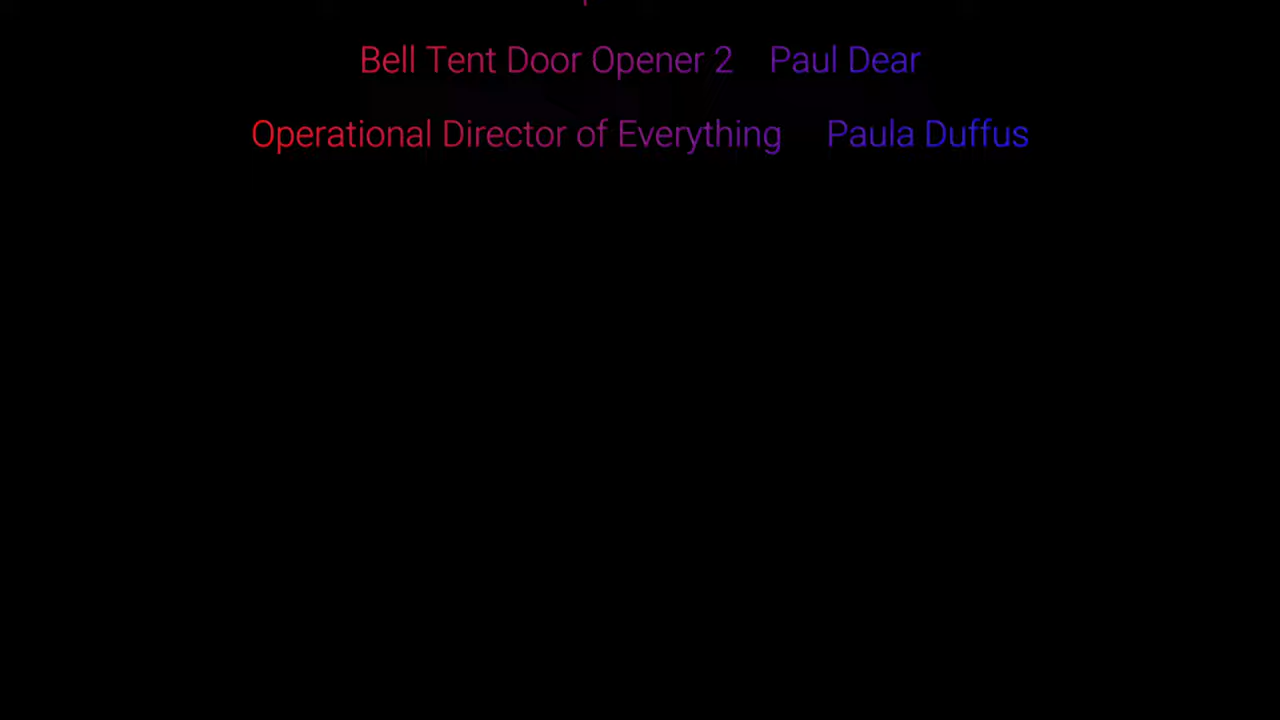 Bell Tent Door Opener 2 Paul Dear
Operational Director of Everything Paula Duffus